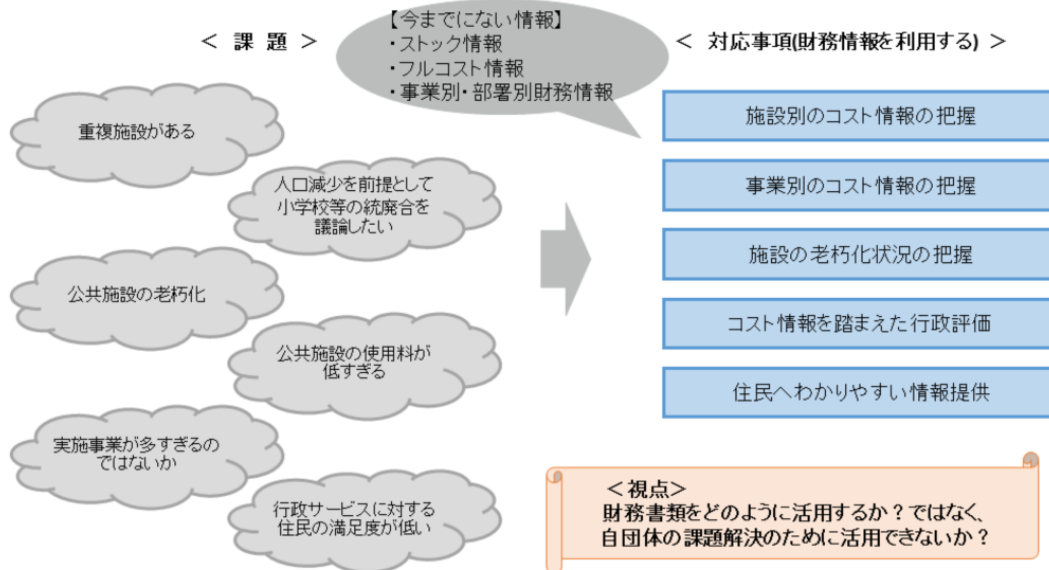 ＜ 課 題 ＞
【今までにない情報】
・ストック情報
・フルコスト情報
・事業別・部署別財務情報
＜ 対応事項(財務情報を利用する) ＞
重複施設がある
人口減少を前提として
小学校等の統廃合を
議論したい
公共施設の老朽化
公共施設の使用料が
低すぎる
実施事業が多すぎるの
ではないか
行政サービスに対する
住民の満足度が低い
施設別のコスト情報の把握
事業別のコスト情報の把握
施設の老朽化状況の把握
コスト情報を踏まえた行政評価
住民へわかりやすい情報提供
＜視点＞
財務書類をどのように活用するか？ではなく、
自団体の課題解決のために活用できないか？